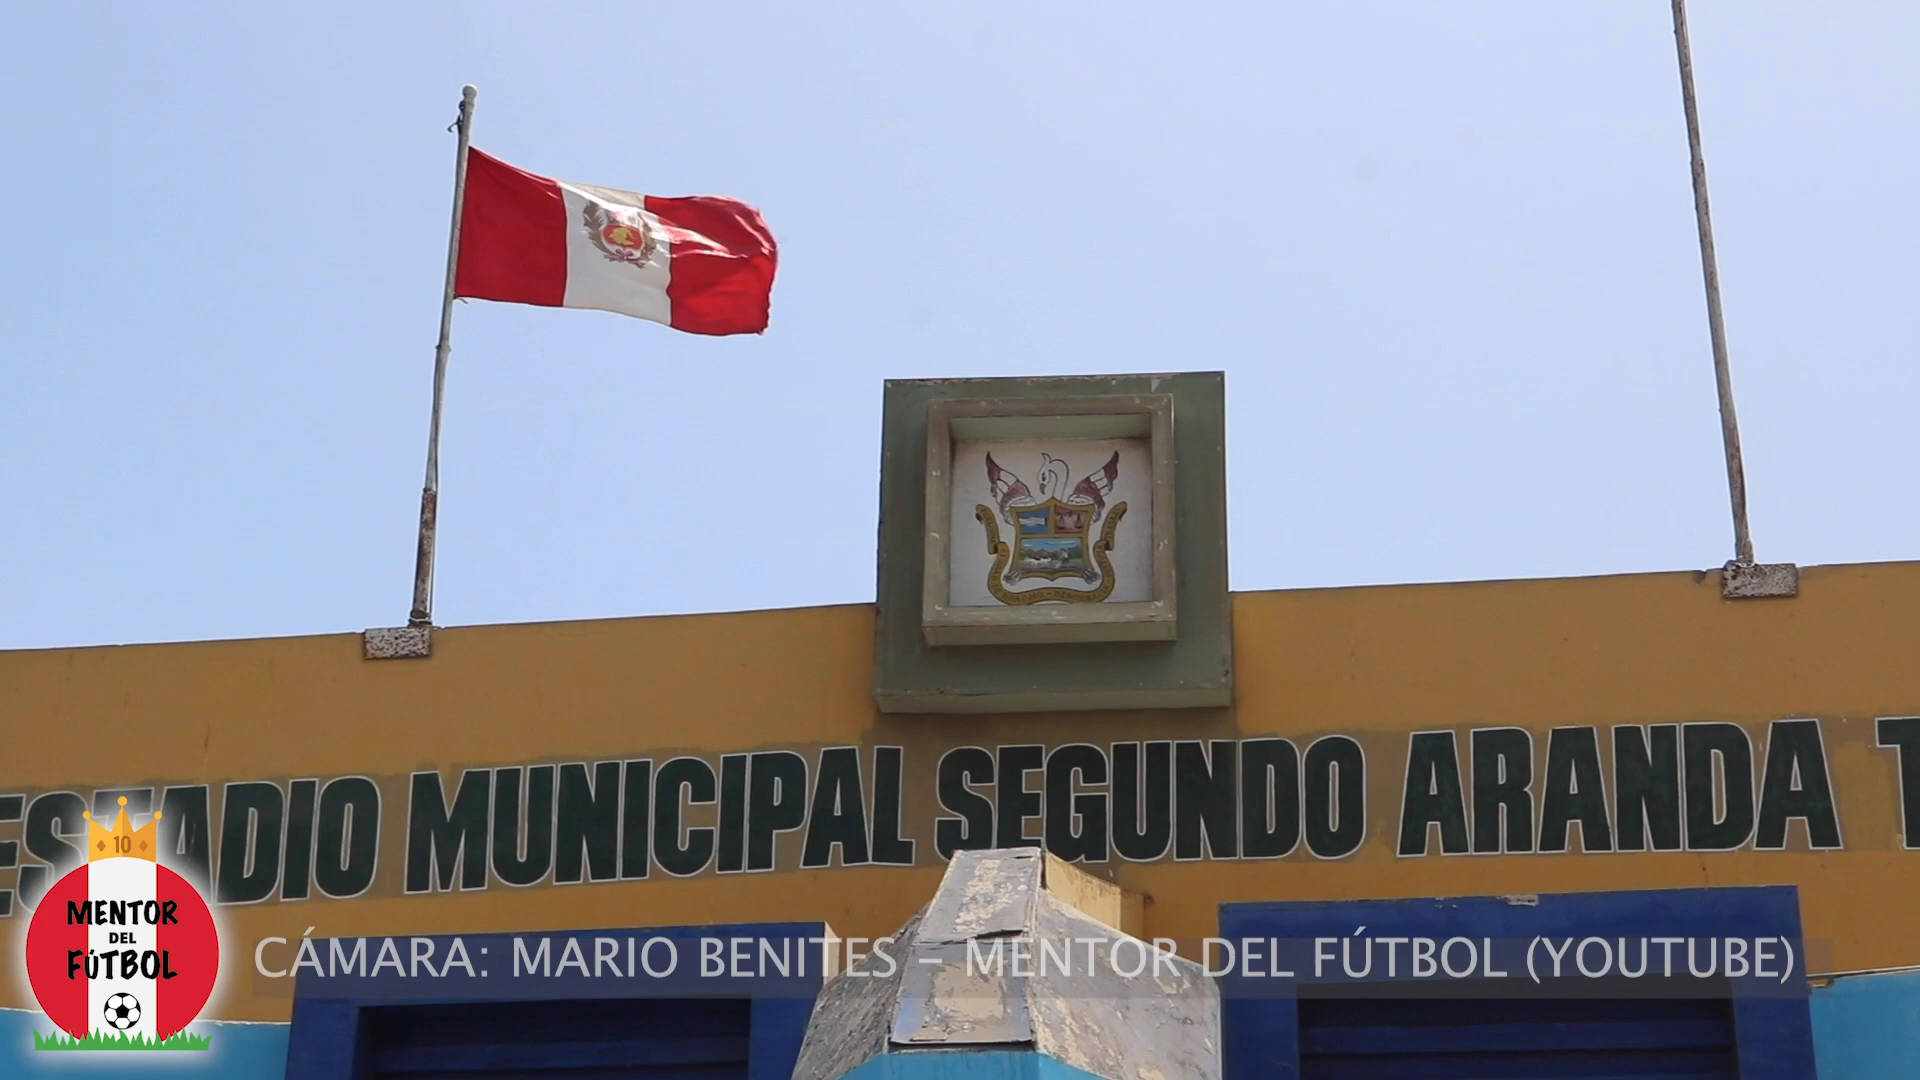 ESTADIO MUNICIPAL SEGUNDO ARANDA T
10
MENTOR
DEL
FÚTBOL
CÁMARA: MARIO BENITES - MENTOR DEL FÚTBOL (YOUTUBE)